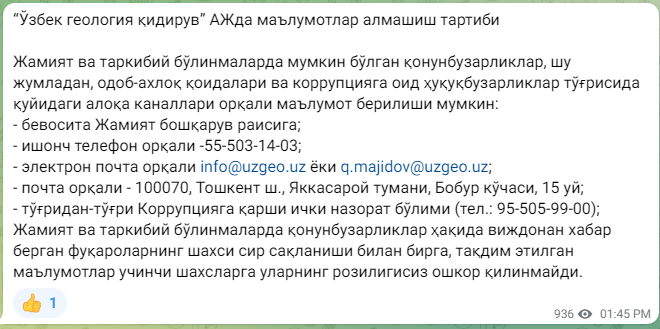 “Ўзбек геология қидирув” АЖда маълумотлар алмашиш тартиби
Жамият ва таркибий бўлинмаларда мумкин бўлган қонунбузарликлар, шу
жумладан, одоб-ахлоқ қоидалари ва коррупцияга оид ҳуқуқбузарликлар тўғрисида
қуйидаги алоқа каналлари орқали маълумот берилиши мумкин:
- бевосита Жамият бошқарув раисига;
- ишонч телефон орқали -55-503-14-03;
- электрон почта орқали info@uzgeo.uz ёки q.majidov@uzgeo.uz;
- почта орқали - 100070, Тошкент ш., Яккасарой тумани, Бобур кўчаси, 15 уй;
- тўғридан-тўғри Коррупцияга қарши ички назорат бўлими (тел.: 95-505-99-00);
Жамият ва таркибий бўлинмаларда қонунбузарликлар ҳақида виждонан хабар
берган фуқароларнинг шахси сир сақланиши билан бирга, тақдим этилган
маълумотлар учинчи шахсларга уларнинг розилигисиз ошкор қилинмайди.
👍 1
936 01:45 PM